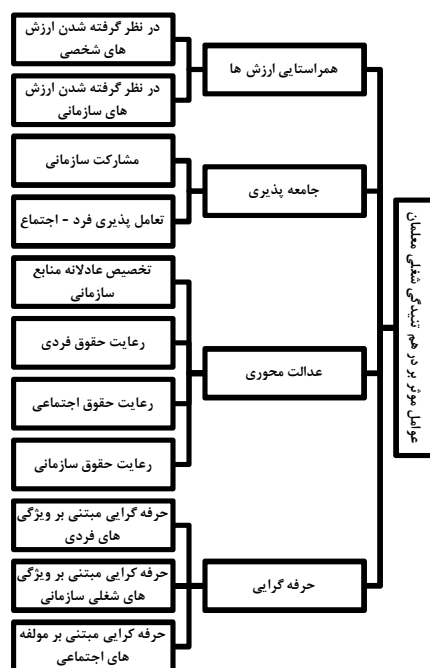 عوامل موثر بر در هم تنیدگی شغلی معلمان
همراستایی ارزش ها
در نظر گرفته شدن ارزش
های شخصی
در نظر گرفته شدن ارزش
های سازمانی
جامعه پذیری
مشارکت سازمانی
تعامل پذیری فرد - اجتماع
عدالت محوری
تخصیص عادلانه منابع
سازمانی
رعایت حقوق فردی
رعایت حقوق اجتماعی
رعایت حقوق سازمانی
حرفه گرایی
حرفه گرایی مبتنی بر ویژگی
های فردی
حرفه کرایی مبتنی بر ویژگی
های شغلی سازمانی
حرفه کرایی مبتنی بر مولفه
های اجتماعی